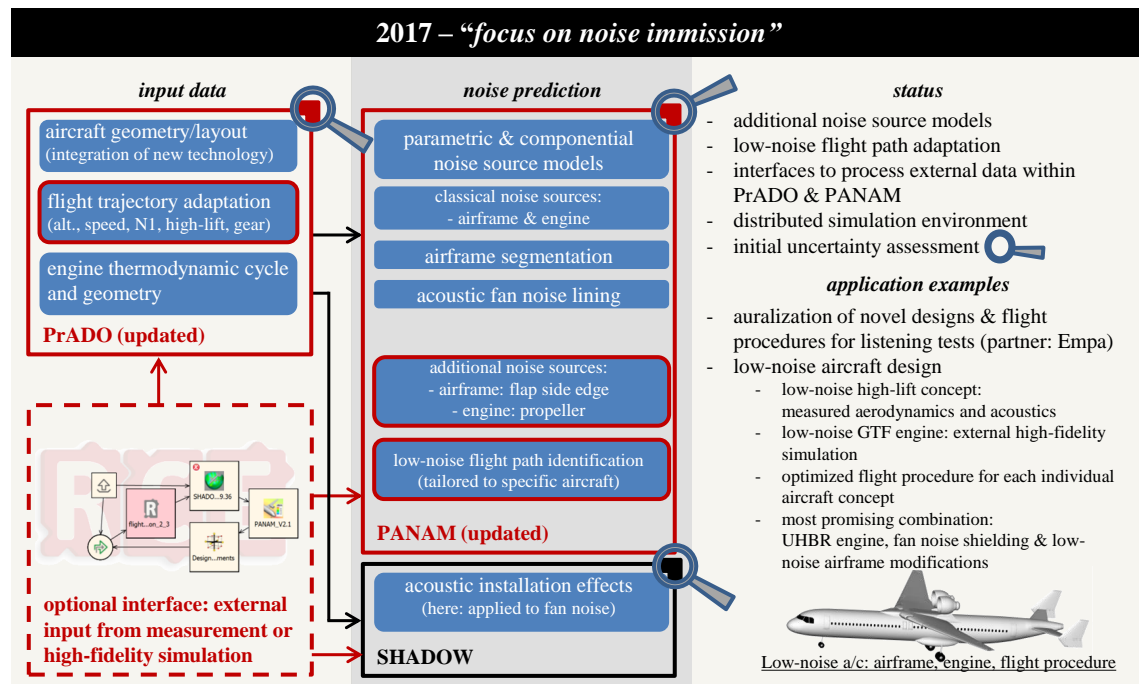 2017 – “focus on noise immission”
input data
aircraft geometry/layout
(integration of new technology)
flight trajectory adaptation
(alt., speed, N1, high-lift, gear)
engine thermodynamic cycle
and geometry
PrADO (updated)
RCE
SHADO...9.36
flight...on_2_3
PANAM_V2.1
Design...ments
optional interface: external
input from measurement or
high-fidelity simulation
noise prediction
parametric & componential
noise source models
classical noise sources:
- airframe & engine
airframe segmentation
acoustic fan noise lining
additional noise sources:
- airframe: flap side edge
- engine: propeller
low-noise flight path identification
(tailored to specific aircraft)
PANAM (updated)
acoustic installation effects
(here: applied to fan noise)
SHADOW
status
- additional noise source models
- low-noise flight path adaptation
- interfaces to process external data within
PrADO & PANAM
- distributed simulation environment
- initial uncertainty assessment
application examples
- auralization of novel designs & flight
procedures for listening tests (partner: Empa)
- low-noise aircraft design
- low-noise high-lift concept:
measured aerodynamics and acoustics
- low-noise GTF engine: external high-fidelity
simulation
- optimized flight procedure for each individual
aircraft concept
- most promising combination:
UHBR engine, fan noise shielding & low-
noise airframe modifications
Low-noise a/c: airframe, engine, flight procedure